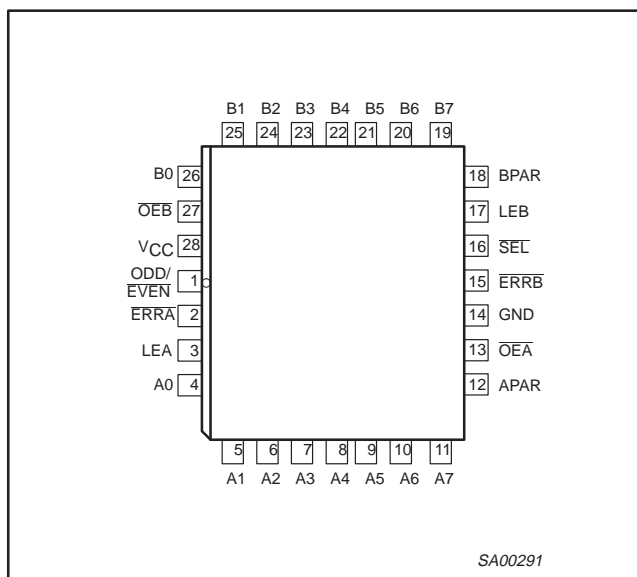 B1 B2 B3 B4 B5 B6 B7
25 24 23 22 21 20 19
B0 26 18 BPAR
OEB 27 17 LEB
VCC 28 16 SEL
ODD/
EVEN 1 15 ERRB
ERRA 2 14 GND
LEA 3 13 OEA
A0 4 12 APAR
5 6 7 8 9 10 11
A1 A2 A3 A4 A5 A6 A7
SA00291